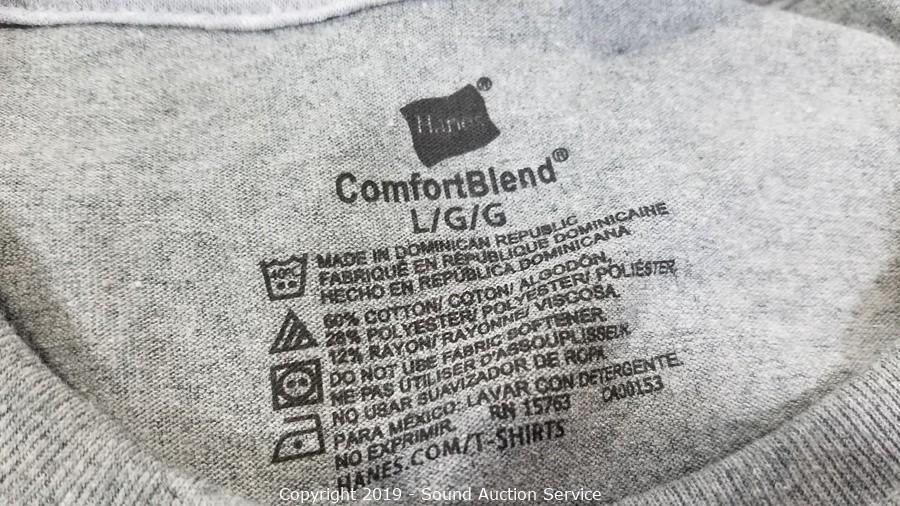 Hanes®
ComfortBlend®
L/G/G
40°C
MADE IN DOMINICAN REPUBLIC
FABRIQUE EN RÉPUBLIQUE DOMINICAINE
HECHO EN REPÚBLICA DOMINICANA
60% COTTON/ COTON/ ALGODÓN,
28% POLYESTER/ POLYESTER/ POLIÉSTER,
12% RAYON/ RAYONNE/ VISCOSA.
DO NOT USE FABRIC SOFTENER.
NE PAS UTILISER D'ASSOUPLISSEUR.
NO USAR SUAVIZADOR DE ROPA.
PARA MÉXICO: LAVAR CON DETERGENTE.
NO EXPRIMIR. RN 15763 CA00153
HANES.COM/T-SHIRTS
Copyright 2019 - Sound Auction Service